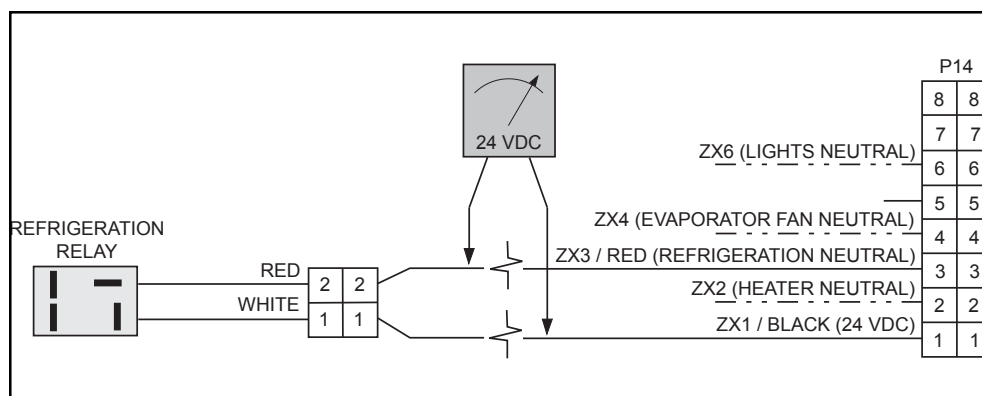 P14
8 8
7 7
ZX6 (LIGHTS NEUTRAL)
6 6
5 5
ZX4 (EVAPORATOR FAN NEUTRAL)
4 4
ZX3 / RED (REFRIGERATION NEUTRAL)
3 3
ZX2 (HEATER NEUTRAL)
2 2
ZX1 / BLACK (24 VDC)
1 1
24 VDC
REFRIGERATION
RELAY
RED
2 2
WHITE
1 1